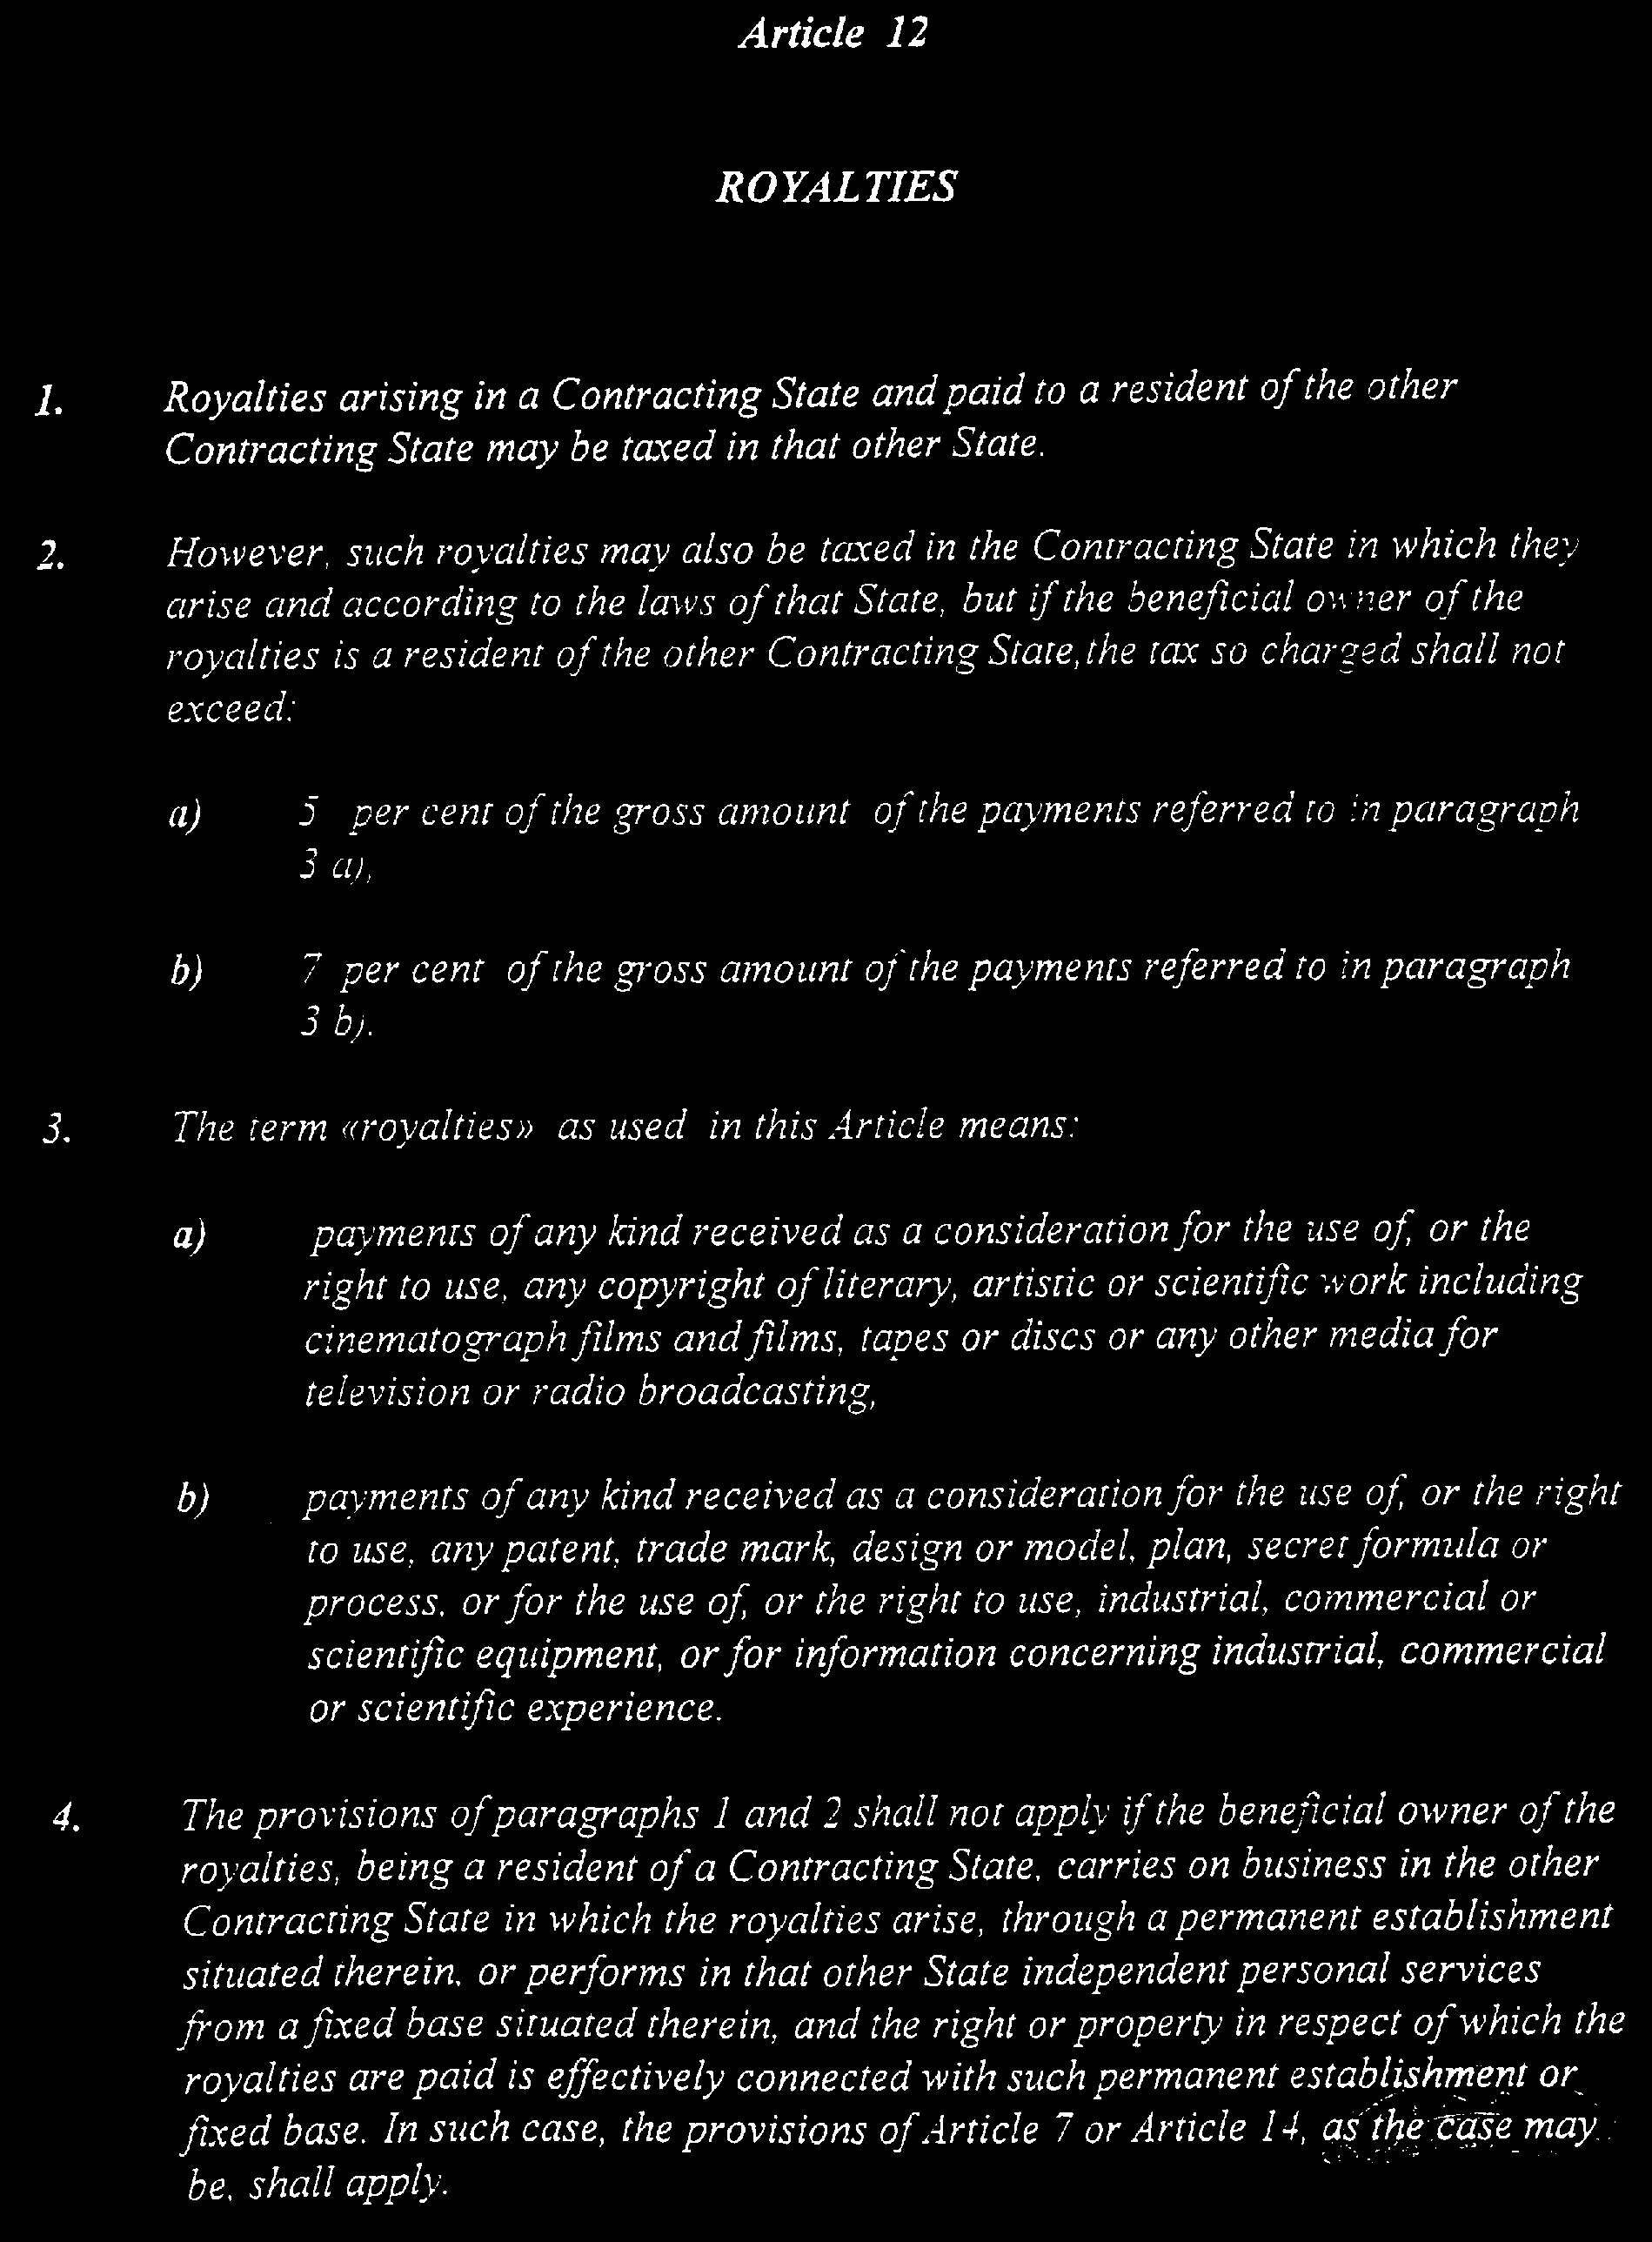 Article 12
ROYALTIES
1. Royalties arising in a Contracting State and paid to a resident of the other
Contracting State may be taxed in that other State.
2. However, such royalties may also be taxed in the Contracting State in which they
arise and according to the laws of that State, but if the beneficial owner of the
royalties is a resident of the other Contracting State, the tax so charged shall not
exceed:
a) 5 per cent of the gross amount of the payments referred to in paragraph
3 a),
b) 7 per cent of the gross amount of the payments referred to in paragraph
3 b).
3. The term «royalties» as used in this Article means:
a) payments of any kind received as a consideration for the use of, or the
right to use, any copyright of literary, artistic or scientific work including
cinematograph films and films, tapes or discs or any other media for
television or radio broadcasting,
b) payments of any kind received as a consideration for the use of, or the right
to use, any patent, trade mark, design or model, plan, secret formula or
process, or for the use of, or the right to use, industrial, commercial or
scientific equipment, or for information concerning industrial, commercial
or scientific experience.
4. The provisions of paragraphs 1 and 2 shall not apply if the beneficial owner of the
royalties, being a resident of a Contracting State, carries on business in the other
Contracting State in which the royalties arise, through a permanent establishment
situated therein, or performs in that other State independent personal services
from a fixed base situated therein, and the right or property in respect of which the
royalties are paid is effectively connected with such permanent establishment or
fixed base. In such case, the provisions of Article 7 or Article 14, as the case may
be, shall apply.